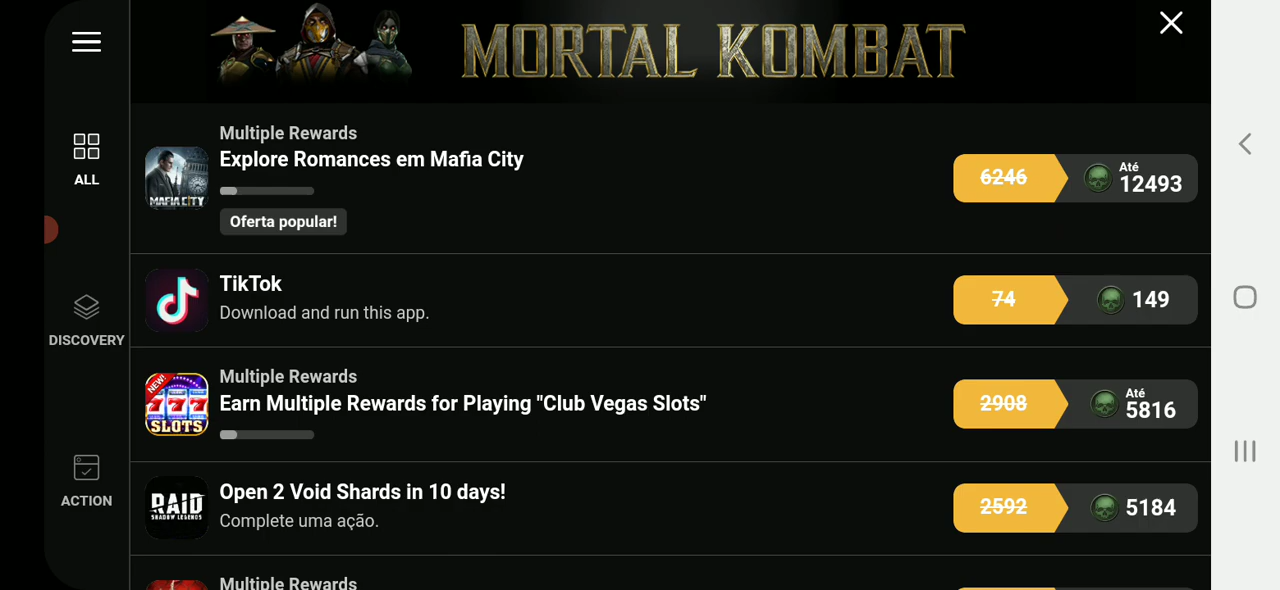 MORTAL KOMBAT
ALL
DISCOVERY
ACTION
Multiple Rewards
Explore Romances em Mafia City
Oferta popular!
MAFIA CITY
6246
Até
12493
TikTok
Download and run this app.
74
149
Multiple Rewards
Earn Multiple Rewards for Playing "Club Vegas Slots"
NEW!
777
SLOTS
2908
Até
5816
Open 2 Void Shards in 10 days!
Complete uma ação.
RAID
SHADOW LEGENDS
2592
5184
Multiple Rewards